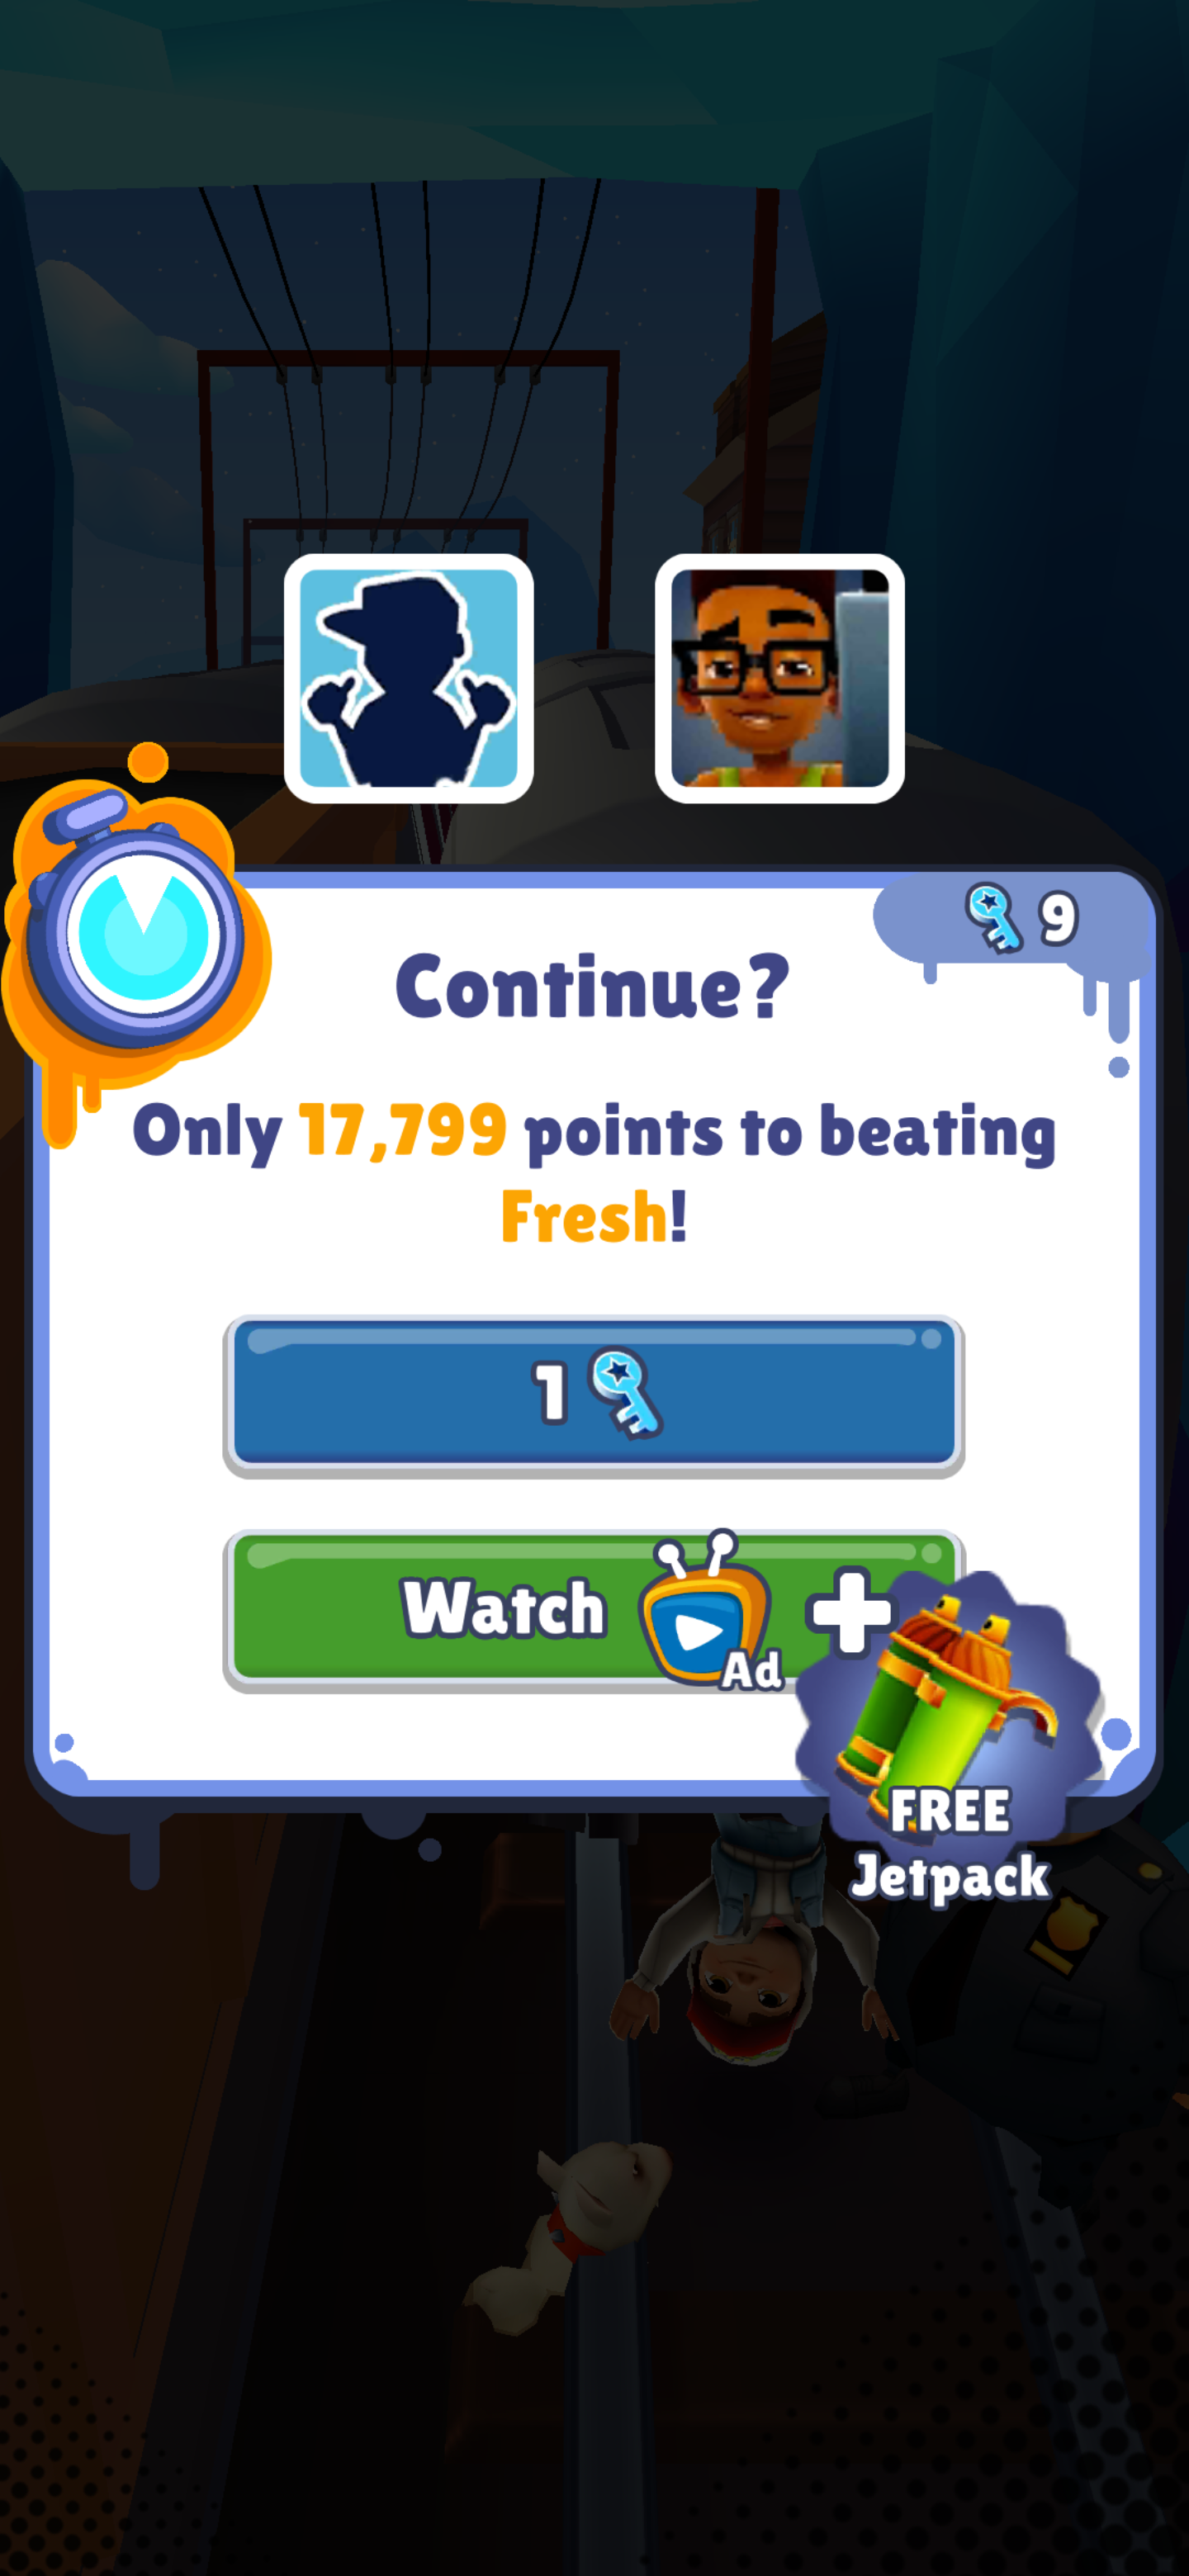 9
Continue?
Only 17,799 points to beating
Fresh!
1
Watch
Ad
FREE
Jetpack